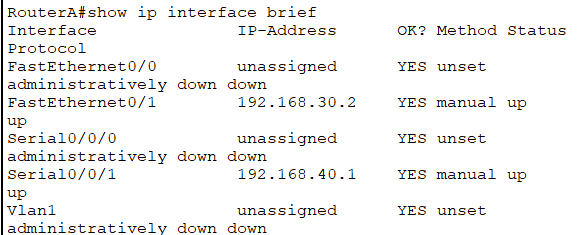 RouterA#show ip interface brief
Interface IP-Address OK? Method Status
Protocol
FastEthernet0/0 unassigned YES unset
administratively down down
FastEthernet0/1 192.168.30.2 YES manual up
up
Serial0/0/0 unassigned YES unset
administratively down down
Serial0/0/1 192.168.40.1 YES manual up
up
Vlan1 unassigned YES unset
administratively down down